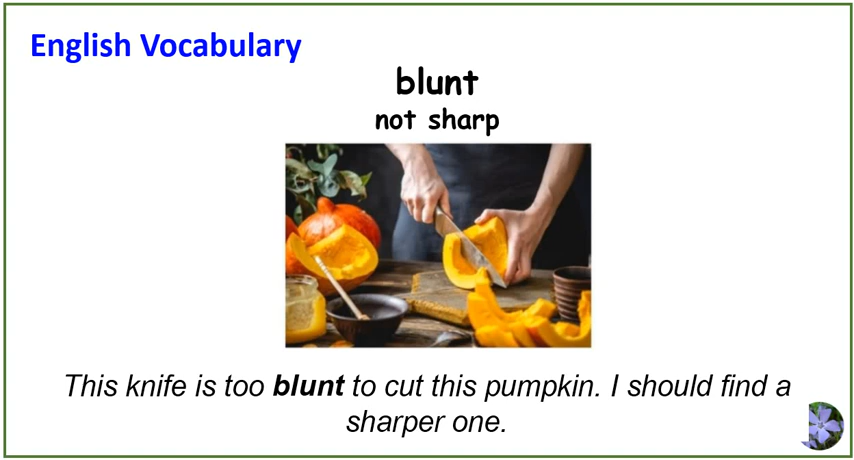 English Vocabulary
blunt
not sharp
This knife is too blunt to cut this pumpkin. I should find a
sharper one.